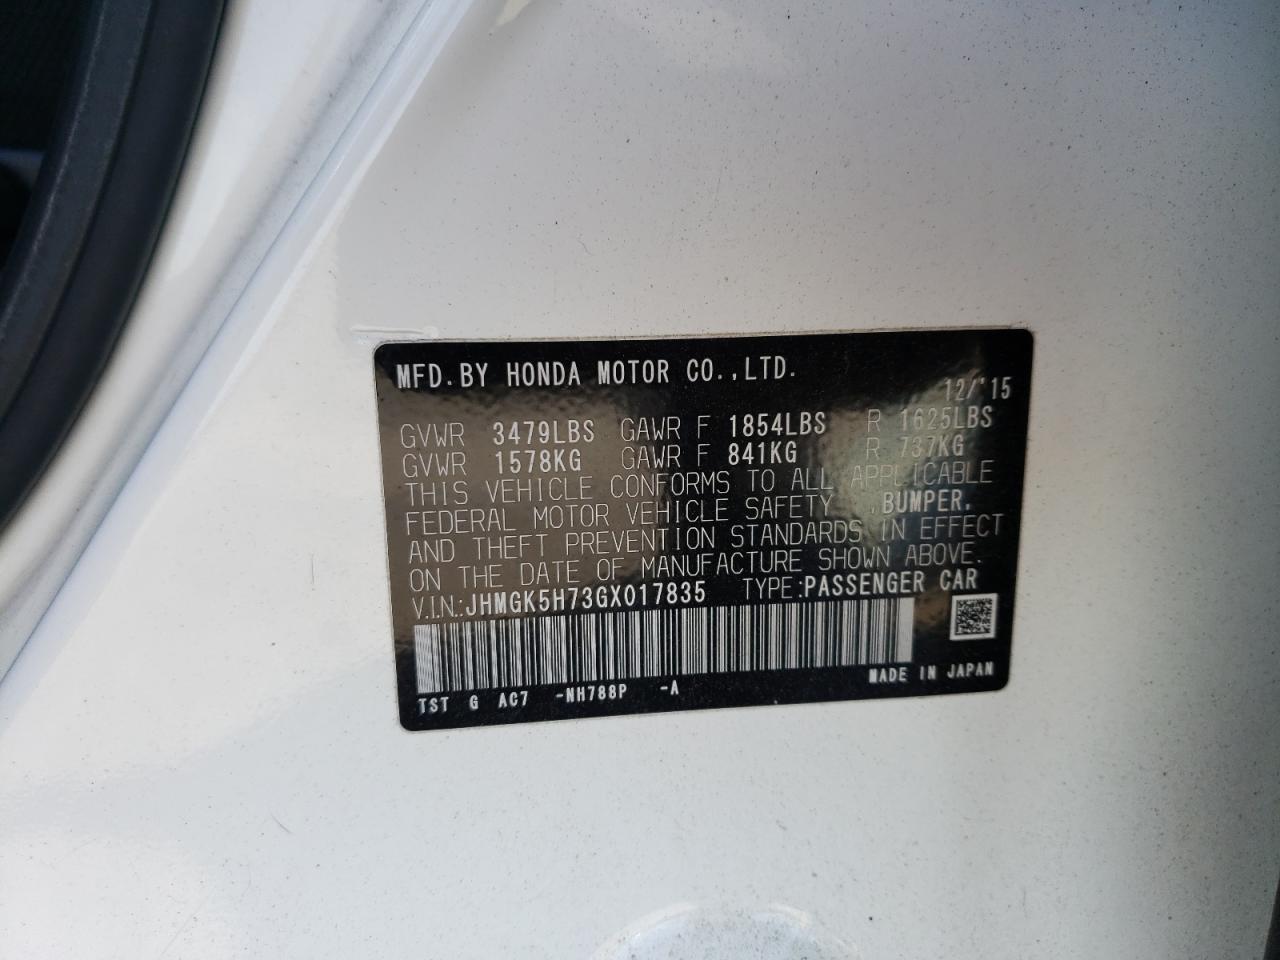 MFD.BY HONDA MOTOR CO.,LTD.
12/'15
GVWR 3479LBS GAWR F 1854LBS R 1625LBS
GVWR 1578KG GAWR F 841KG R 737KG
THIS VEHICLE CONFORMS TO ALL APPLICABLE
FEDERAL MOTOR VEHICLE SAFETY ,BUMPER,
AND THEFT PREVENTION STANDARDS IN EFFECT
ON THE DATE OF MANUFACTURE SHOWN ABOVE.
V.I.N.:JHMGK5H73GX017835 TYPE:PASSENGER CAR
MADE IN JAPAN
TST G AC7 -NH788P -A